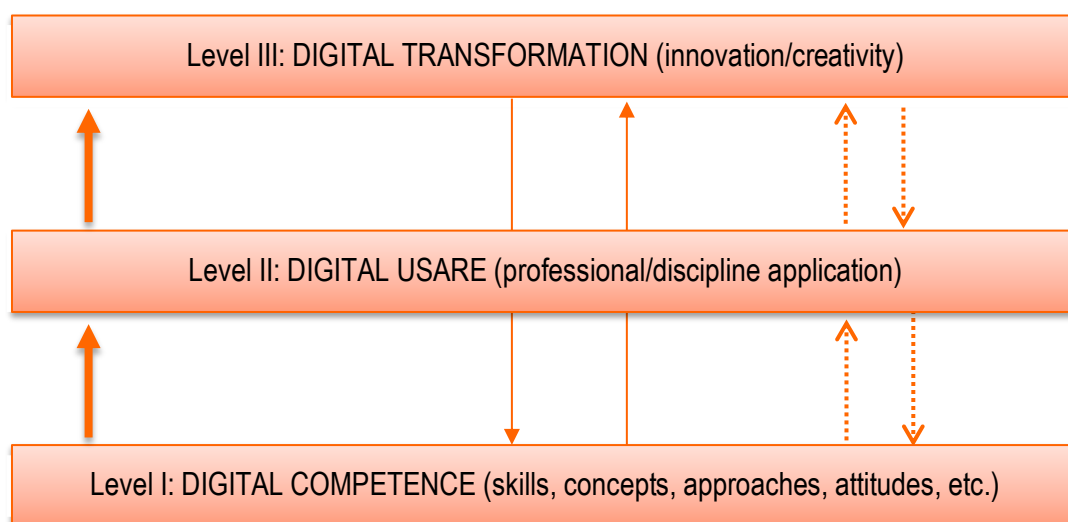 Level III: DIGITAL TRANSFORMATION (innovation/creativity)
Level II: DIGITAL USARE (professional/discipline application)
Level I: DIGITAL COMPETENCE (skills, concepts, approaches, attitudes, etc.)